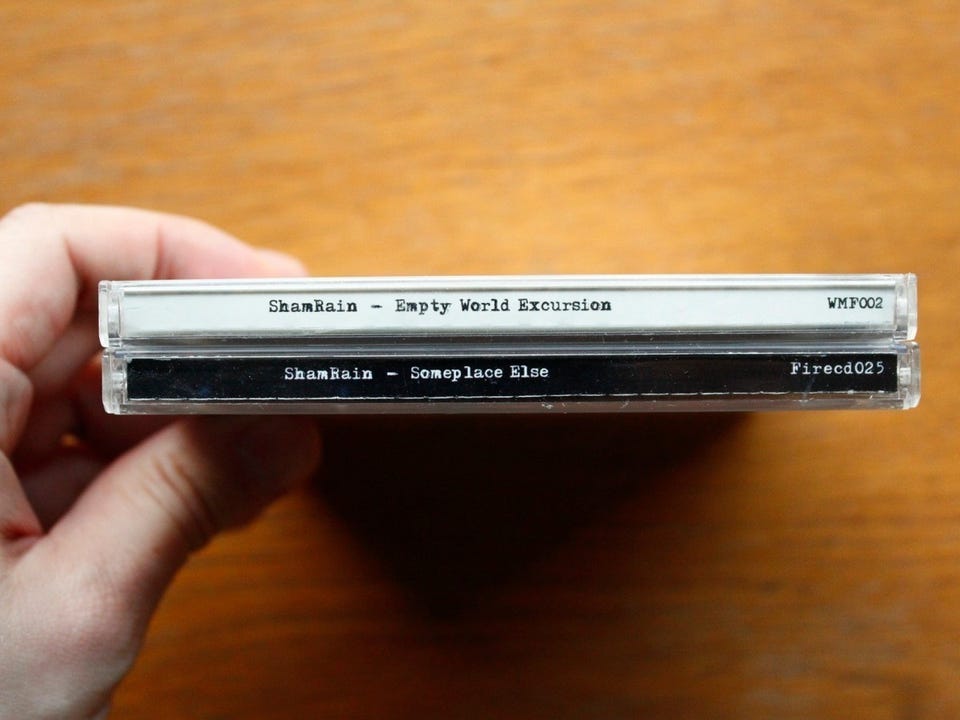 ShamRain - Empty World Excursion WMF002
ShamRain - Someplace Else Firecd025